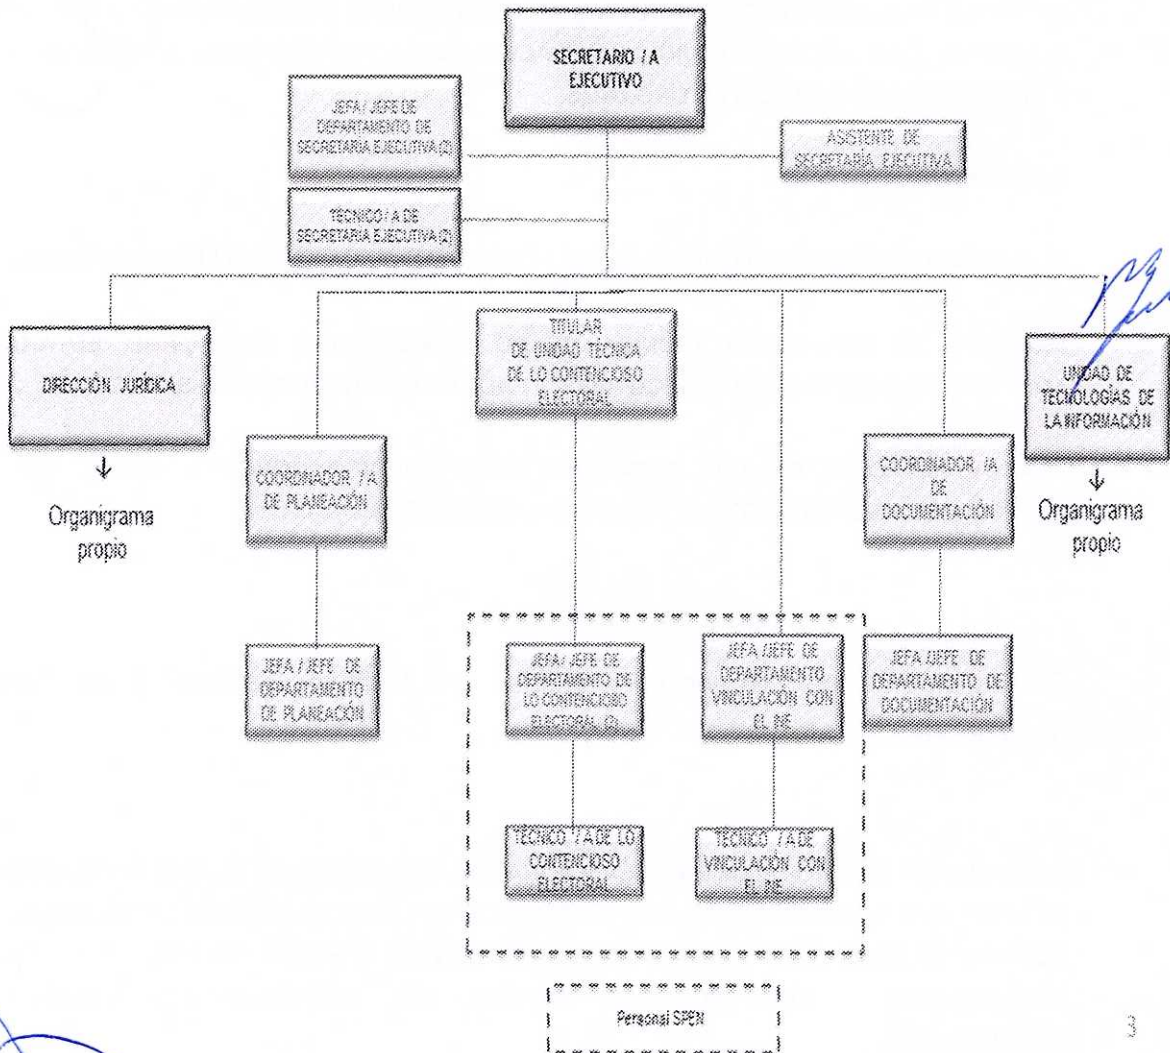 SECRETARIO / A
EJECUTIVO
JEFA / JEFE DE
DEPARTAMENTO DE
SECRETARÍA EJECUTIVA (2)
ASISTENTE DE
SECRETARÍA EJECUTIVA
TÉCNICO / A DE
SECRETARÍA EJECUTIVA (2)
DIRECCIÓN JURÍDICA
↓
Organigrama
propio
TITULAR
DE UNIDAD TÉCNICA
DE LO CONTENCIOSO
ELECTORAL
UNIDAD DE
TECNOLOGÍAS DE
LA INFORMACIÓN
↓
Organigrama
propio
COORDINADOR / A
DE PLANEACIÓN
COORDINADOR /A
DE
DOCUMENTACIÓN
JEFA / JEFE DE
DEPARTAMENTO
DE PLANEACIÓN
JEFA / JEFE DE
DEPARTAMENTO DE
LO CONTENCIOSO
ELECTORAL (2)
JEFA /JEFE DE
DEPARTAMENTO
VINCULACIÓN CON
EL INE
JEFA /JEFE DE
DEPARTAMENTO DE
DOCUMENTACIÓN
TÉCNICO / A DE LO
CONTENCIOSO
ELECTORAL
TÉCNICO / A DE
VINCULACIÓN CON
EL INE
Personal SPEN
3